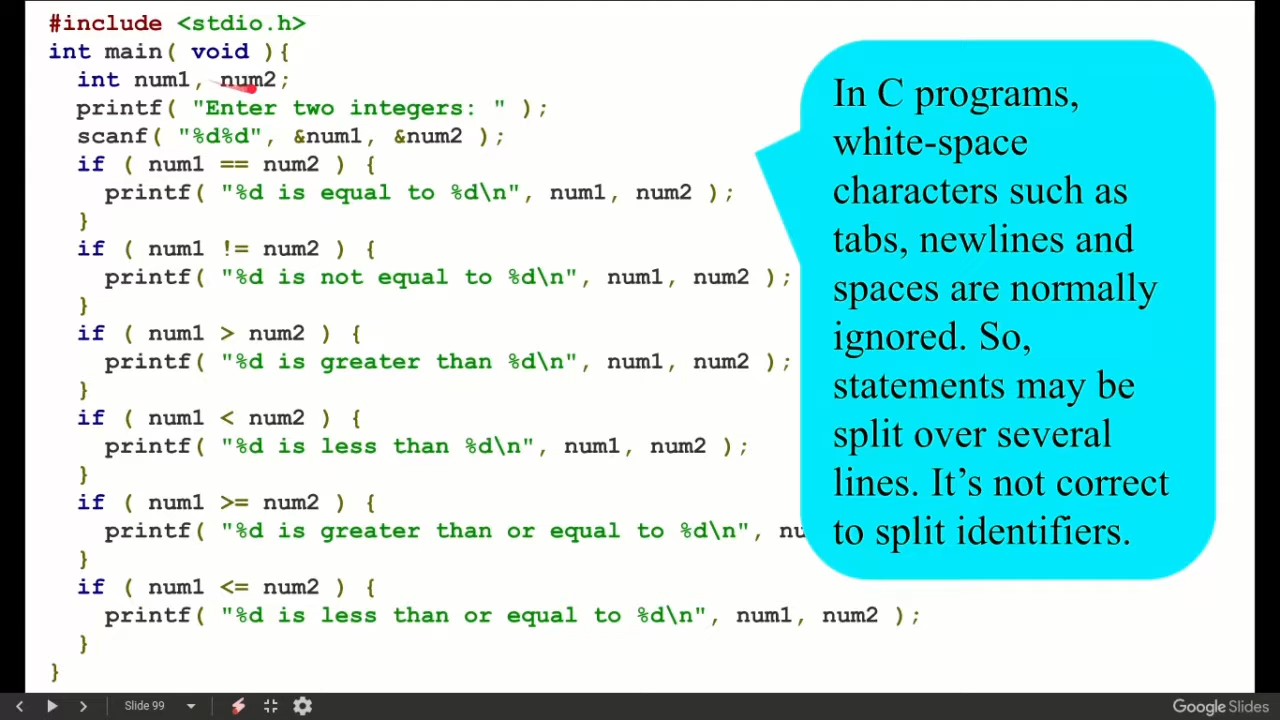 #include <stdio.h>
int main( void ){
  int num1, num2;
  printf( "Enter two integers: " );
  scanf( "%d%d", &num1, &num2 );
  if ( num1 == num2 ) {
    printf( "%d is equal to %d\n", num1, num2 );
  }
  if ( num1 != num2 ) {
    printf( "%d is not equal to %d\n", num1, num2 );
  }
  if ( num1 > num2 ) {
    printf( "%d is greater than %d\n", num1, num2 );
  }
  if ( num1 < num2 ) {
    printf( "%d is less than %d\n", num1, num2 );
  }
  if ( num1 >= num2 ) {
    printf( "%d is greater than or equal to %d\n",
  }
  if ( num1 <= num2 ) {
    printf( "%d is less than or equal to %d\n", num1, num2 );
  }
}
In C programs,
white-space
characters such as
tabs, newlines and
spaces are normally
ignored. So,
statements may be
split over several
lines. It's not correct
to split identifiers.
Slide 99
Google Slides